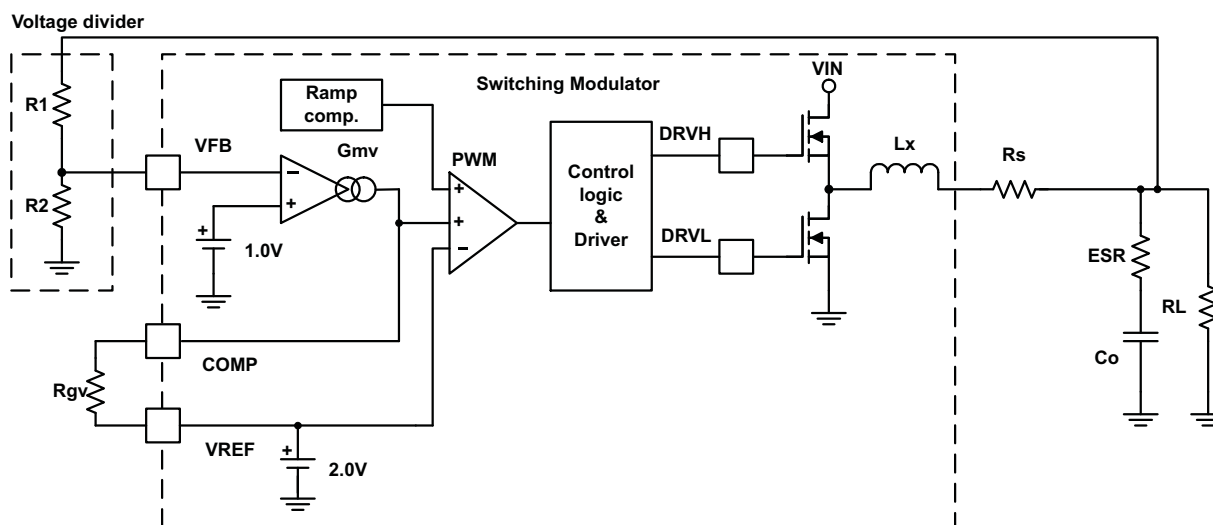 Voltage divider
Switching Modulator
VIN
R1
Ramp
comp.
VFB
Gmv
PWM
DRVH
Lx
Rs
R2
Control
logic
&
Driver
1.0V
DRVL
ESR
RL
COMP
Co
Rgv
VREF
2.0V